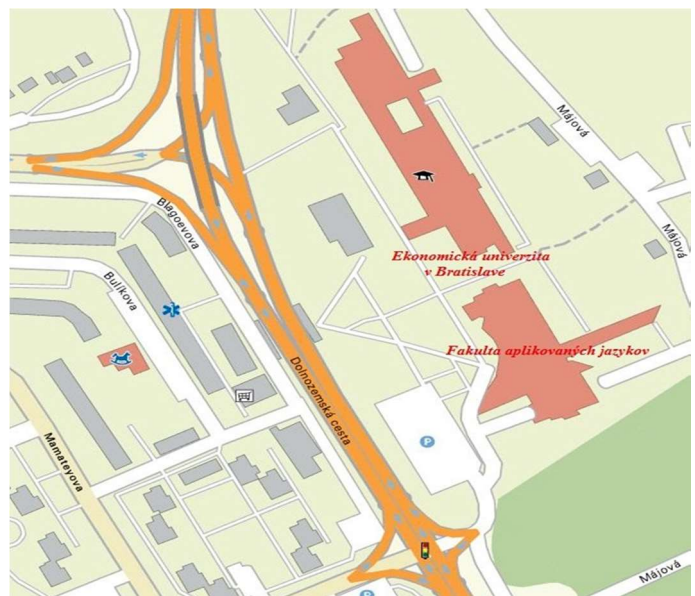 Májová
Blagoevova
Májová
Ekonomická univerzita
v Bratislave
Bulíkova
Fakulta aplikovaných jazykov
Dolnozemská cesta
Mamateyova
P
P
Májová